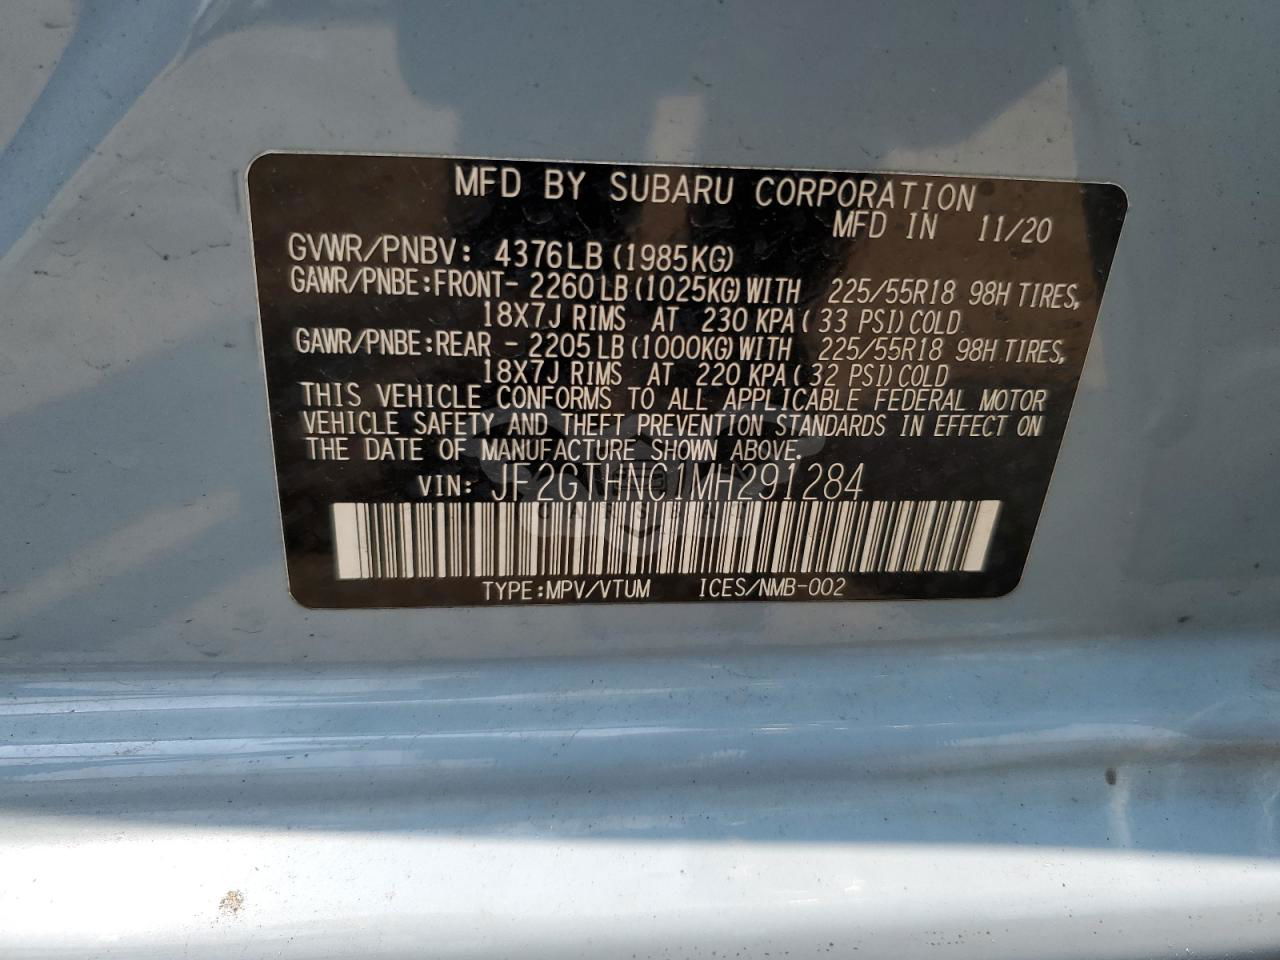 MFD BY SUBARU CORPORATION
MFD IN 11/20
GVWR/PNBV: 4376LB (1985KG)
GAWR/PNBE:FRONT- 2260 LB (1025KG) WITH 225/55R18 98H TIRES,
18X7J RIMS AT 230 KPA ( 33 PSI) COLD
GAWR/PNBE:REAR - 2205 LB (1000KG) WITH 225/55R18 98H TIRES,
18X7J RIMS AT 220 KPA ( 32 PSI) COLD
THIS VEHICLE CONFORMS TO ALL APPLICABLE FEDERAL MOTOR
VEHICLE SAFETY AND THEFT PREVENTION STANDARDS IN EFFECT ON
THE DATE OF MANUFACTURE SHOWN ABOVE.
VIN: JF2GTHNC1MH291284
TYPE:MPV/VTUM ICES/NMB-002